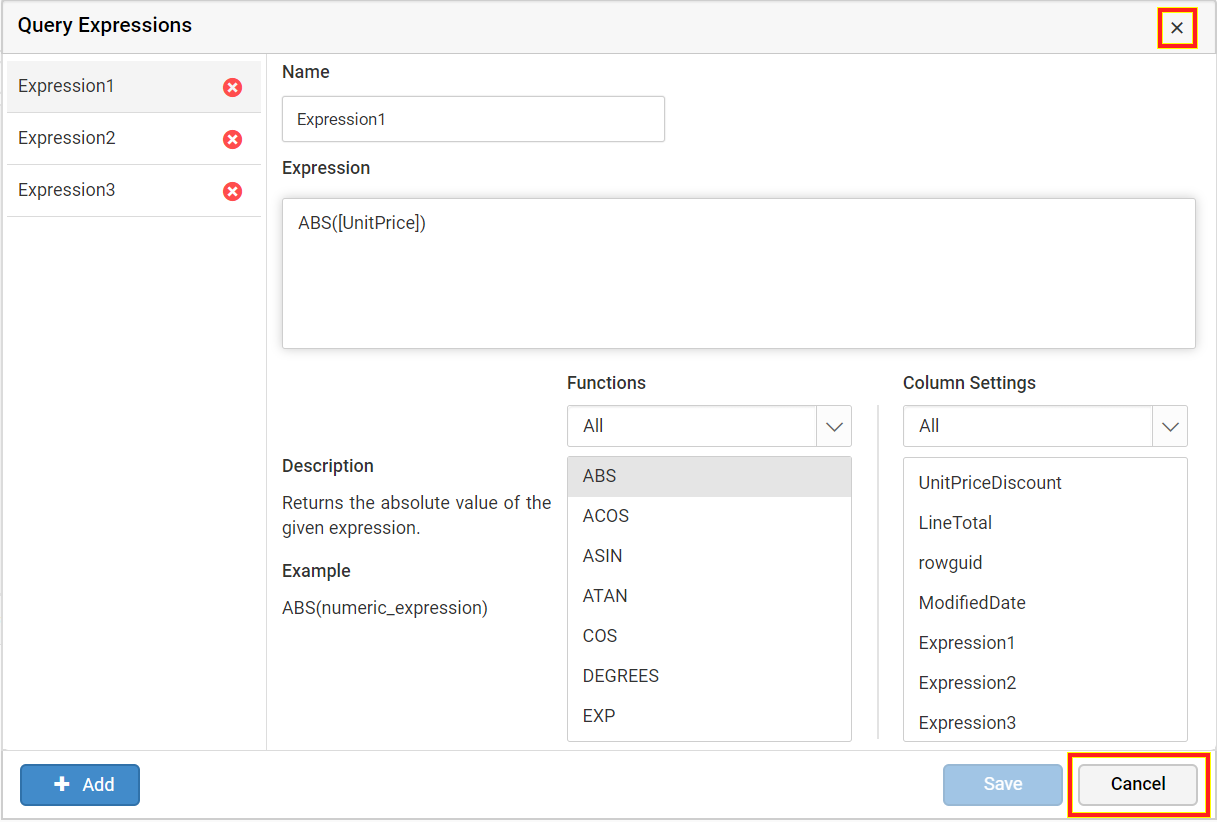 Query Expressions
Expression1
Expression2
Expression3
Name
Expression1
Expression
ABS([UnitPrice])
Description
Returns the absolute value of the
given expression.
Example
ABS(numeric_expression)
Functions
All
ABS
ACOS
ASIN
ATAN
COS
DEGREES
EXP
Column Settings
All
UnitPriceDiscount
LineTotal
rowguid
ModifiedDate
Expression1
Expression2
Expression3
Add
Save
Cancel